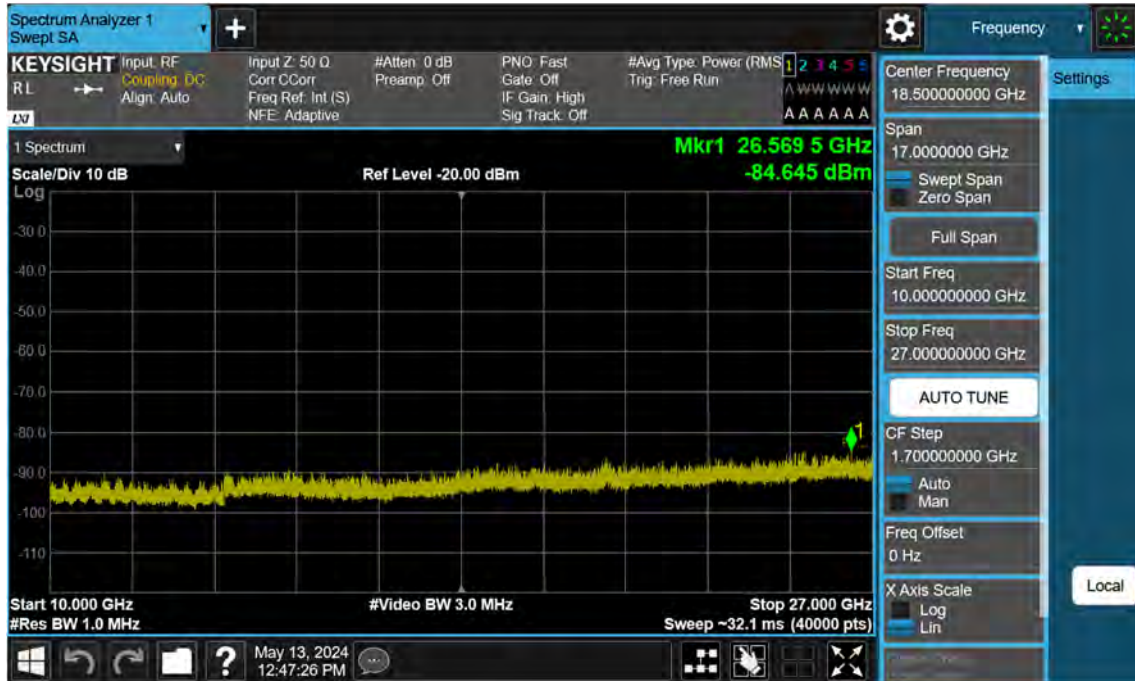 Spectrum Analyzer 1
Swept SA
Frequency
KEYSIGHT
RL
LXI
Input: RF
Coupling: DC
Align: Auto
Input Z: 50 Ω
Corr CCorr
Freq Ref: Int (S)
NFE: Adaptive
#Atten: 0 dB
Preamp: Off
PNO: Fast
Gate: Off
IF Gain: High
Sig Track: Off
#Avg Type: Power (RMS
Trig: Free Run
1 2 3 4 5 6
A W W W W W
A A A A A A
1 Spectrum
Scale/Div 10 dB
Ref Level -20.00 dBm
Mkr1 26.569 5 GHz
-84.645 dBm
Log
-30.0
-40.0
-50.0
-60.0
-70.0
-80.0
-90.0
-100
-110
1
Start 10.000 GHz
#Video BW 3.0 MHz
Stop 27.000 GHz
#Res BW 1.0 MHz
Sweep ~32.1 ms (40000 pts)
May 13, 2024
12:47:26 PM
?
Center Frequency
18.500000000 GHz
Settings
Span
17.0000000 GHz
Swept Span
Zero Span
Full Span
Start Freq
10.000000000 GHz
Stop Freq
27.000000000 GHz
AUTO TUNE
CF Step
1.700000000 GHz
Auto
Man
Freq Offset
0 Hz
X Axis Scale
Log
Lin
Local